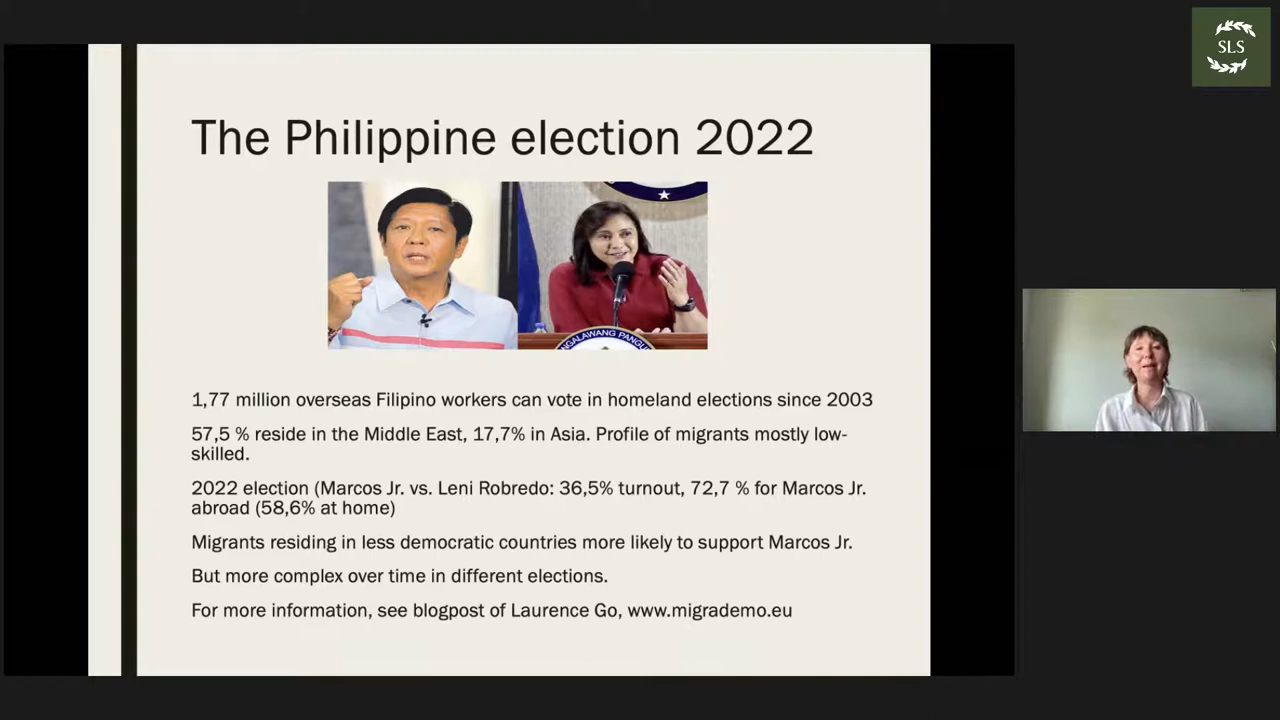 SLS
The Philippine election 2022
NGALAWANG PANGU
1,77 million overseas Filipino workers can vote in homeland elections since 2003
57,5 % reside in the Middle East, 17,7% in Asia. Profile of migrants mostly low-
skilled.
2022 election (Marcos Jr. vs. Leni Robredo: 36,5% turnout, 72,7 % for Marcos Jr.
abroad (58,6% at home)
Migrants residing in less democratic countries more likely to support Marcos Jr.
But more complex over time in different elections.
For more information, see blogpost of Laurence Go, www.migrademo.eu